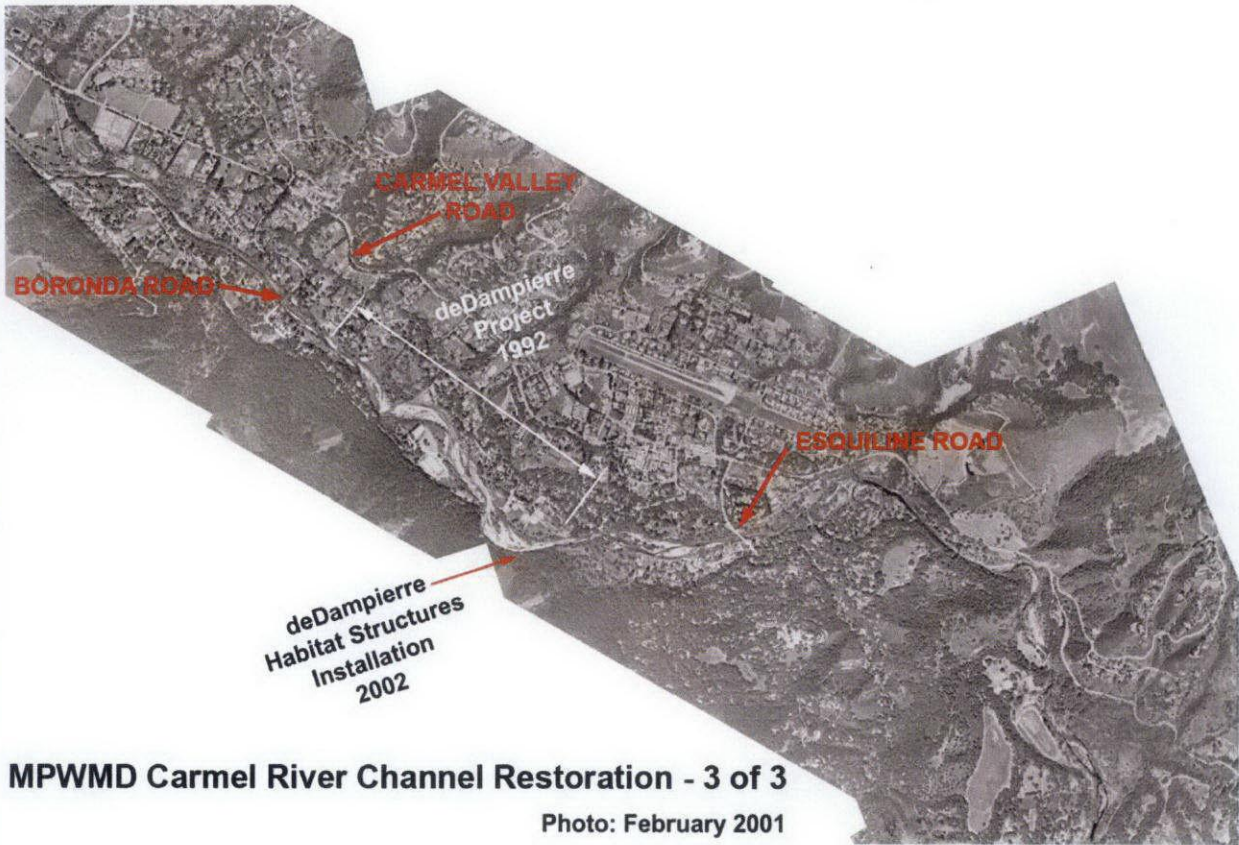 CARMEL VALLEY
ROAD
BORONDA ROAD
deDampierre
Project
1992
ESQUILINE ROAD
deDampierre
Habitat Structures
Installation
2002
MPWMD Carmel River Channel Restoration - 3 of 3
Photo: February 2001